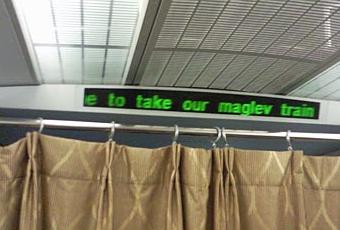 e to take our maglev train